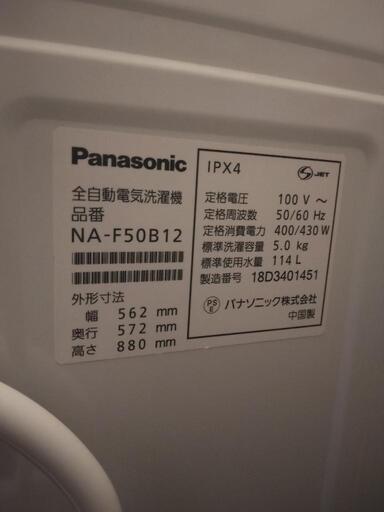 Panasonic
全自動電気洗濯機
品番
NA-F50B12
外形寸法
幅 562 mm
奥行 572 mm
高さ 880 mm
IPX4
S JET
定格電圧 100 V ～
定格周波数 50/60 Hz
定格消費電力 400/430 W
標準洗濯容量 5.0 kg
標準使用水量 114 L
製造番号 18D3401451
PS E パナソニック株式会社
中国製